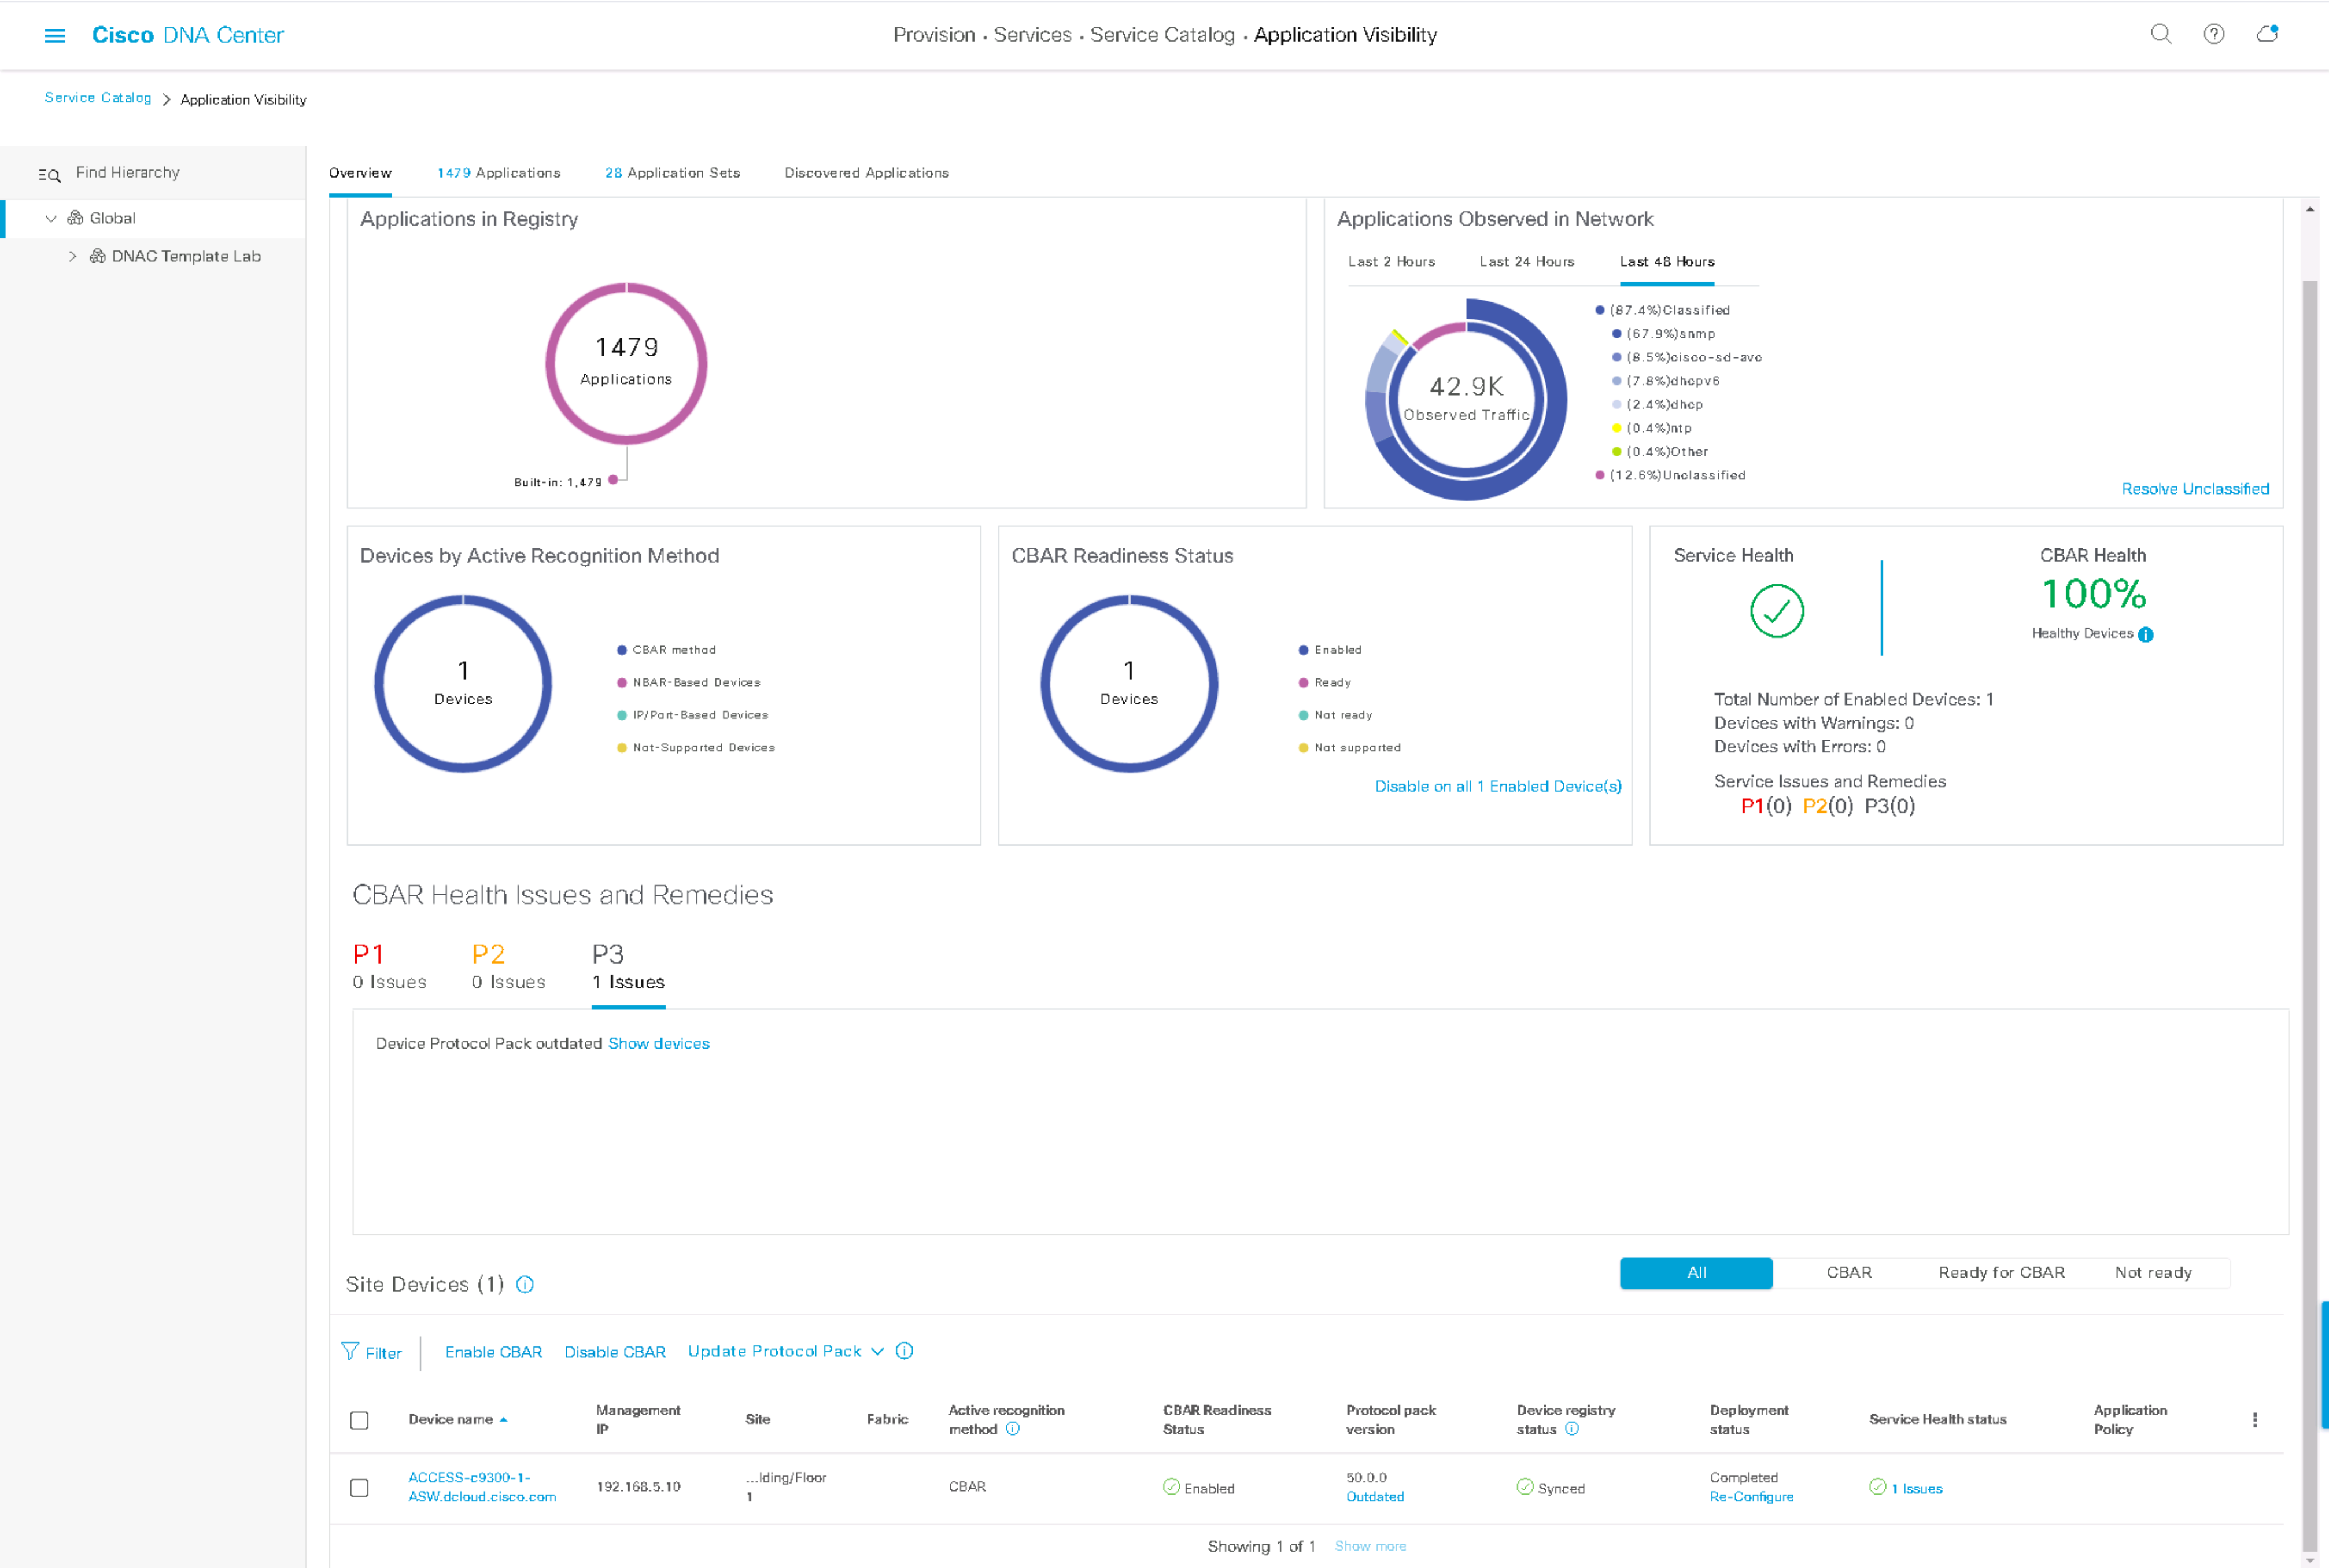 Cisco DNA Center
Provision • Services • Service Catalog • Application Visibility
Service Catalog > Application Visibility
Find Hierarchy
Global
DNAC Template Lab
Overview 1479 Applications 28 Application Sets Discovered Applications
Applications in Registry
1479
Applications
Built-in: 1,479
Applications Observed in Network
Last 2 Hours Last 24 Hours Last 48 Hours
42.9K
Observed Traffic
(87.4%)Classified
(67.9%)snmp
(8.5%)cisco-sd-avc
(7.8%)dhcpv6
(2.4%)dhcp
(0.4%)ntp
(0.4%)Other
(12.6%)Unclassified
Resolve Unclassified
Devices by Active Recognition Method
1
Devices
CBAR method
NBAR-Based Devices
IP/Port-Based Devices
Not-Supported Devices
CBAR Readiness Status
1
Devices
Enabled
Ready
Not ready
Not supported
Disable on all 1 Enabled Device(s)
Service Health
CBAR Health
100%
Healthy Devices
Total Number of Enabled Devices: 1
Devices with Warnings: 0
Devices with Errors: 0
Service Issues and Remedies
P1(0) P2(0) P3(0)
CBAR Health Issues and Remedies
P1 P2 P3
0 Issues 0 Issues 1 Issues
Device Protocol Pack outdated Show devices
Site Devices (1)
All CBAR Ready for CBAR Not ready
Filter Enable CBAR Disable CBAR Update Protocol Pack
Device name Management IP Site Fabric Active recognition method CBAR Readiness Status Protocol pack version Device registry status Deployment status Service Health status Application Policy
ACCESS-c9300-1-ASW.dcloud.cisco.com 192.168.5.10 ...lding/Floor 1 CBAR Enabled 50.0.0 Outdated Synced Completed Re-Configure 1 Issues
Showing 1 of 1 Show more